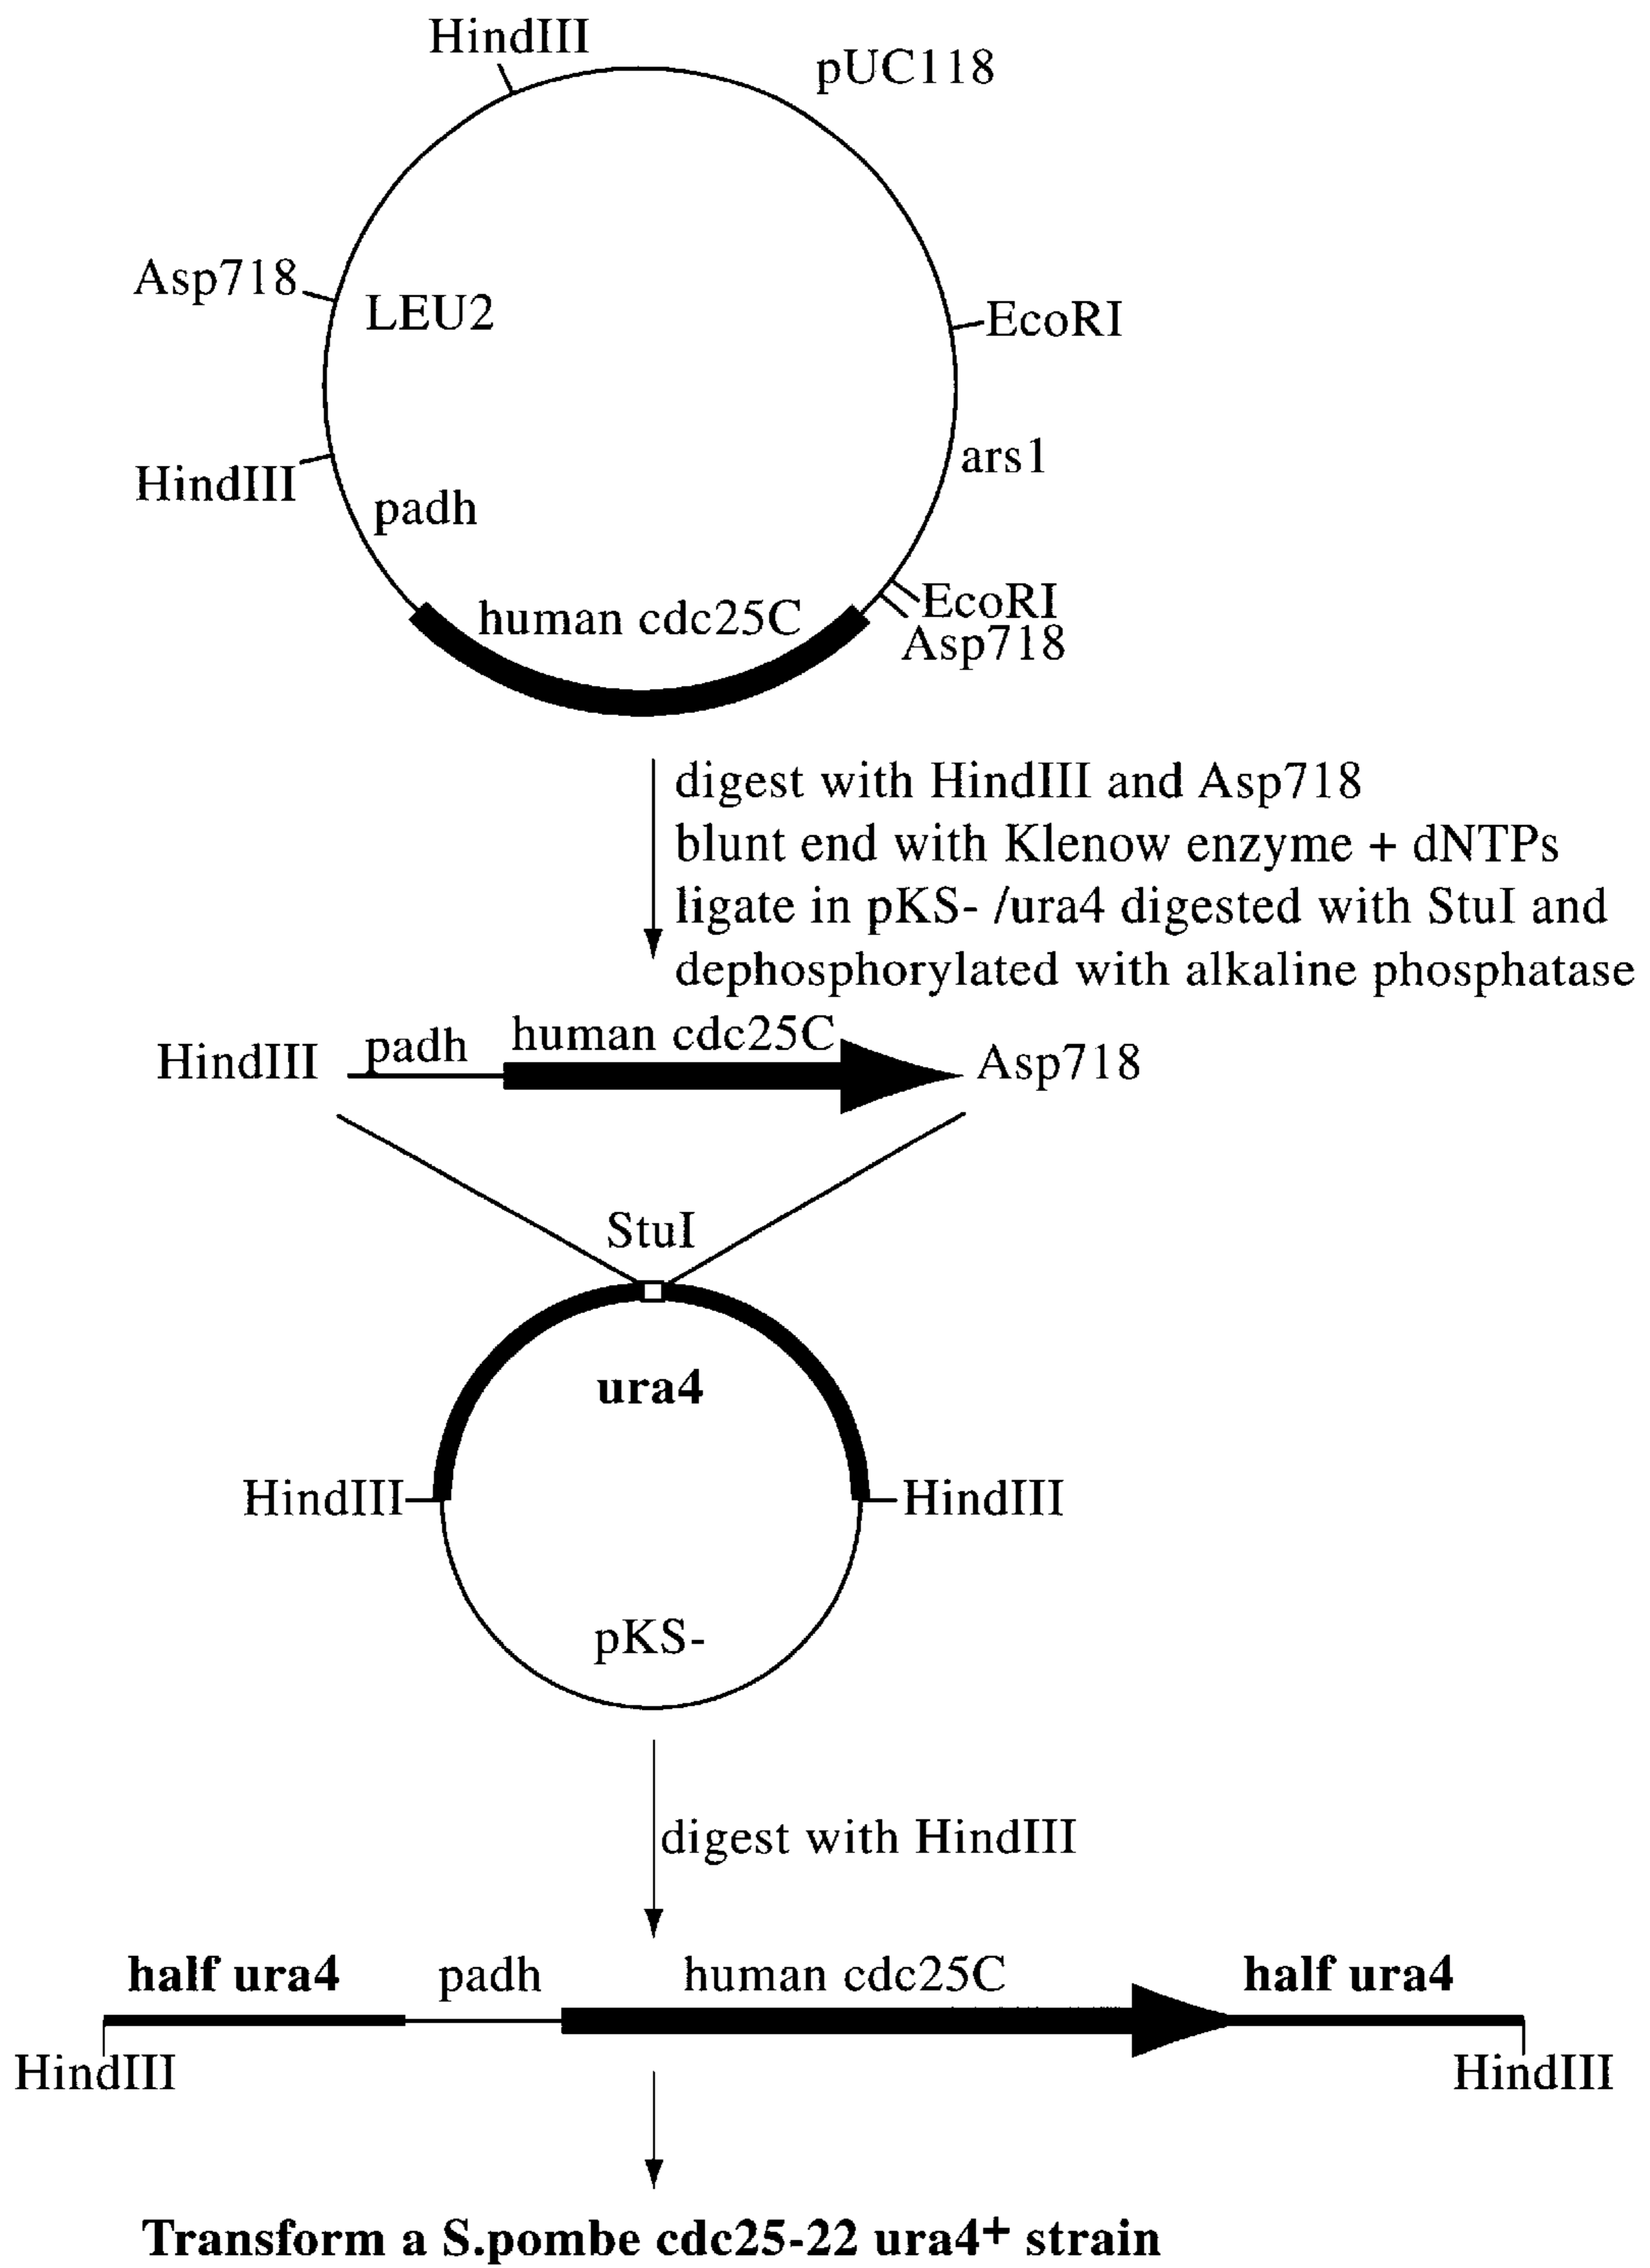 HindIII
pUC118
Asp718
LEU2
EcoRI
ars1
HindIII
padh
EcoRI
human cdc25C
Asp718
digest with HindIII and Asp718
blunt end with Klenow enzyme + dNTPs
ligate in pKS- /ura4 digested with StuI and
dephosphorylated with alkaline phosphatase
HindIII
padh
human cdc25C
Asp718
StuI
ura4
HindIII
HindIII
pKS-
digest with HindIII
half ura4
padh
human cdc25C
half ura4
HindIII
HindIII
Transform a S.pombe cdc25-22 ura4+ strain